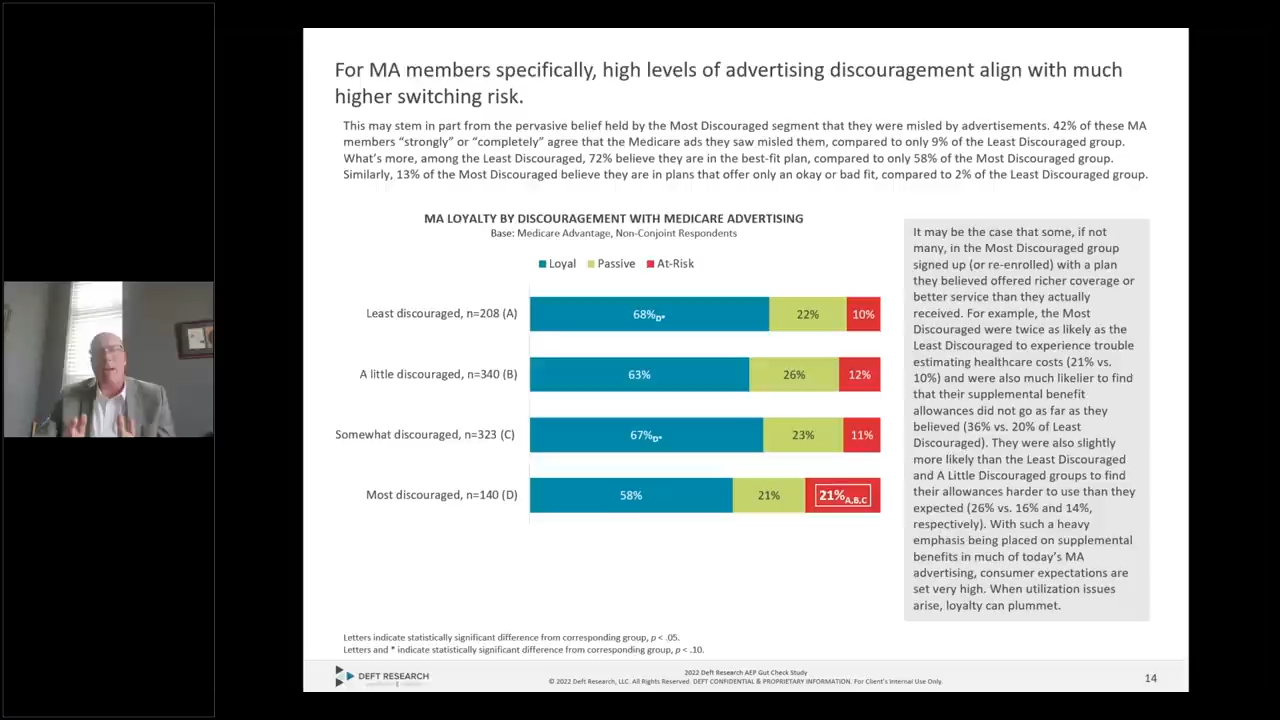 For MA members specifically, high levels of advertising discouragement align with much
higher switching risk.
This may stem in part from the pervasive belief held by the Most Discouraged segment that they were misled by advertisements. 42% of these MA
members “strongly” or “completely” agree that the Medicare ads they saw misled them, compared to only 9% of the Least Discouraged group.
What’s more, among the Least Discouraged, 72% believe they are in the best-fit plan, compared to only 58% of the Most Discouraged group.
Similarly, 13% of the Most Discouraged believe they are in plans that offer only an okay or bad fit, compared to 2% of the Least Discouraged group.
MA LOYALTY BY DISCOURAGEMENT WITH MEDICARE ADVERTISING
Base: Medicare Advantage, Non-Conjoint Respondents
Loyal Passive At-Risk
Least discouraged, n=208 (A) 68%D* 22% 10%
A little discouraged, n=340 (B) 63% 26% 12%
Somewhat discouraged, n=323 (C) 67%D* 23% 11%
Most discouraged, n=140 (D) 58% 21% 21%A,B,C
It may be the case that some, if not
many, in the Most Discouraged group
signed up (or re-enrolled) with a plan
they believed offered richer coverage or
better service than they actually
received. For example, the Most
Discouraged were twice as likely as the
Least Discouraged to experience trouble
estimating healthcare costs (21% vs.
10%) and were also much likelier to find
that their supplemental benefit
allowances did not go as far as they
believed (36% vs. 20% of Least
Discouraged). They were also slightly
more likely than the Least Discouraged
and A Little Discouraged groups to find
their allowances harder to use than they
expected (26% vs. 16% and 14%,
respectively). With such a heavy
emphasis being placed on supplemental
benefits in much of today’s MA
advertising, consumer expectations are
set very high. When utilization issues
arise, loyalty can plummet.
Letters indicate statistically significant difference from corresponding group, p < .05.
Letters and * indicate statistically significant difference from corresponding group, p < .10.
DEFT RESEARCH
2022 Deft Research AEP Gut Check Study
© 2022 Deft Research, LLC. All Rights Reserved. DEFT CONFIDENTIAL & PROPRIETARY INFORMATION. For Client’s Internal Use Only.
14